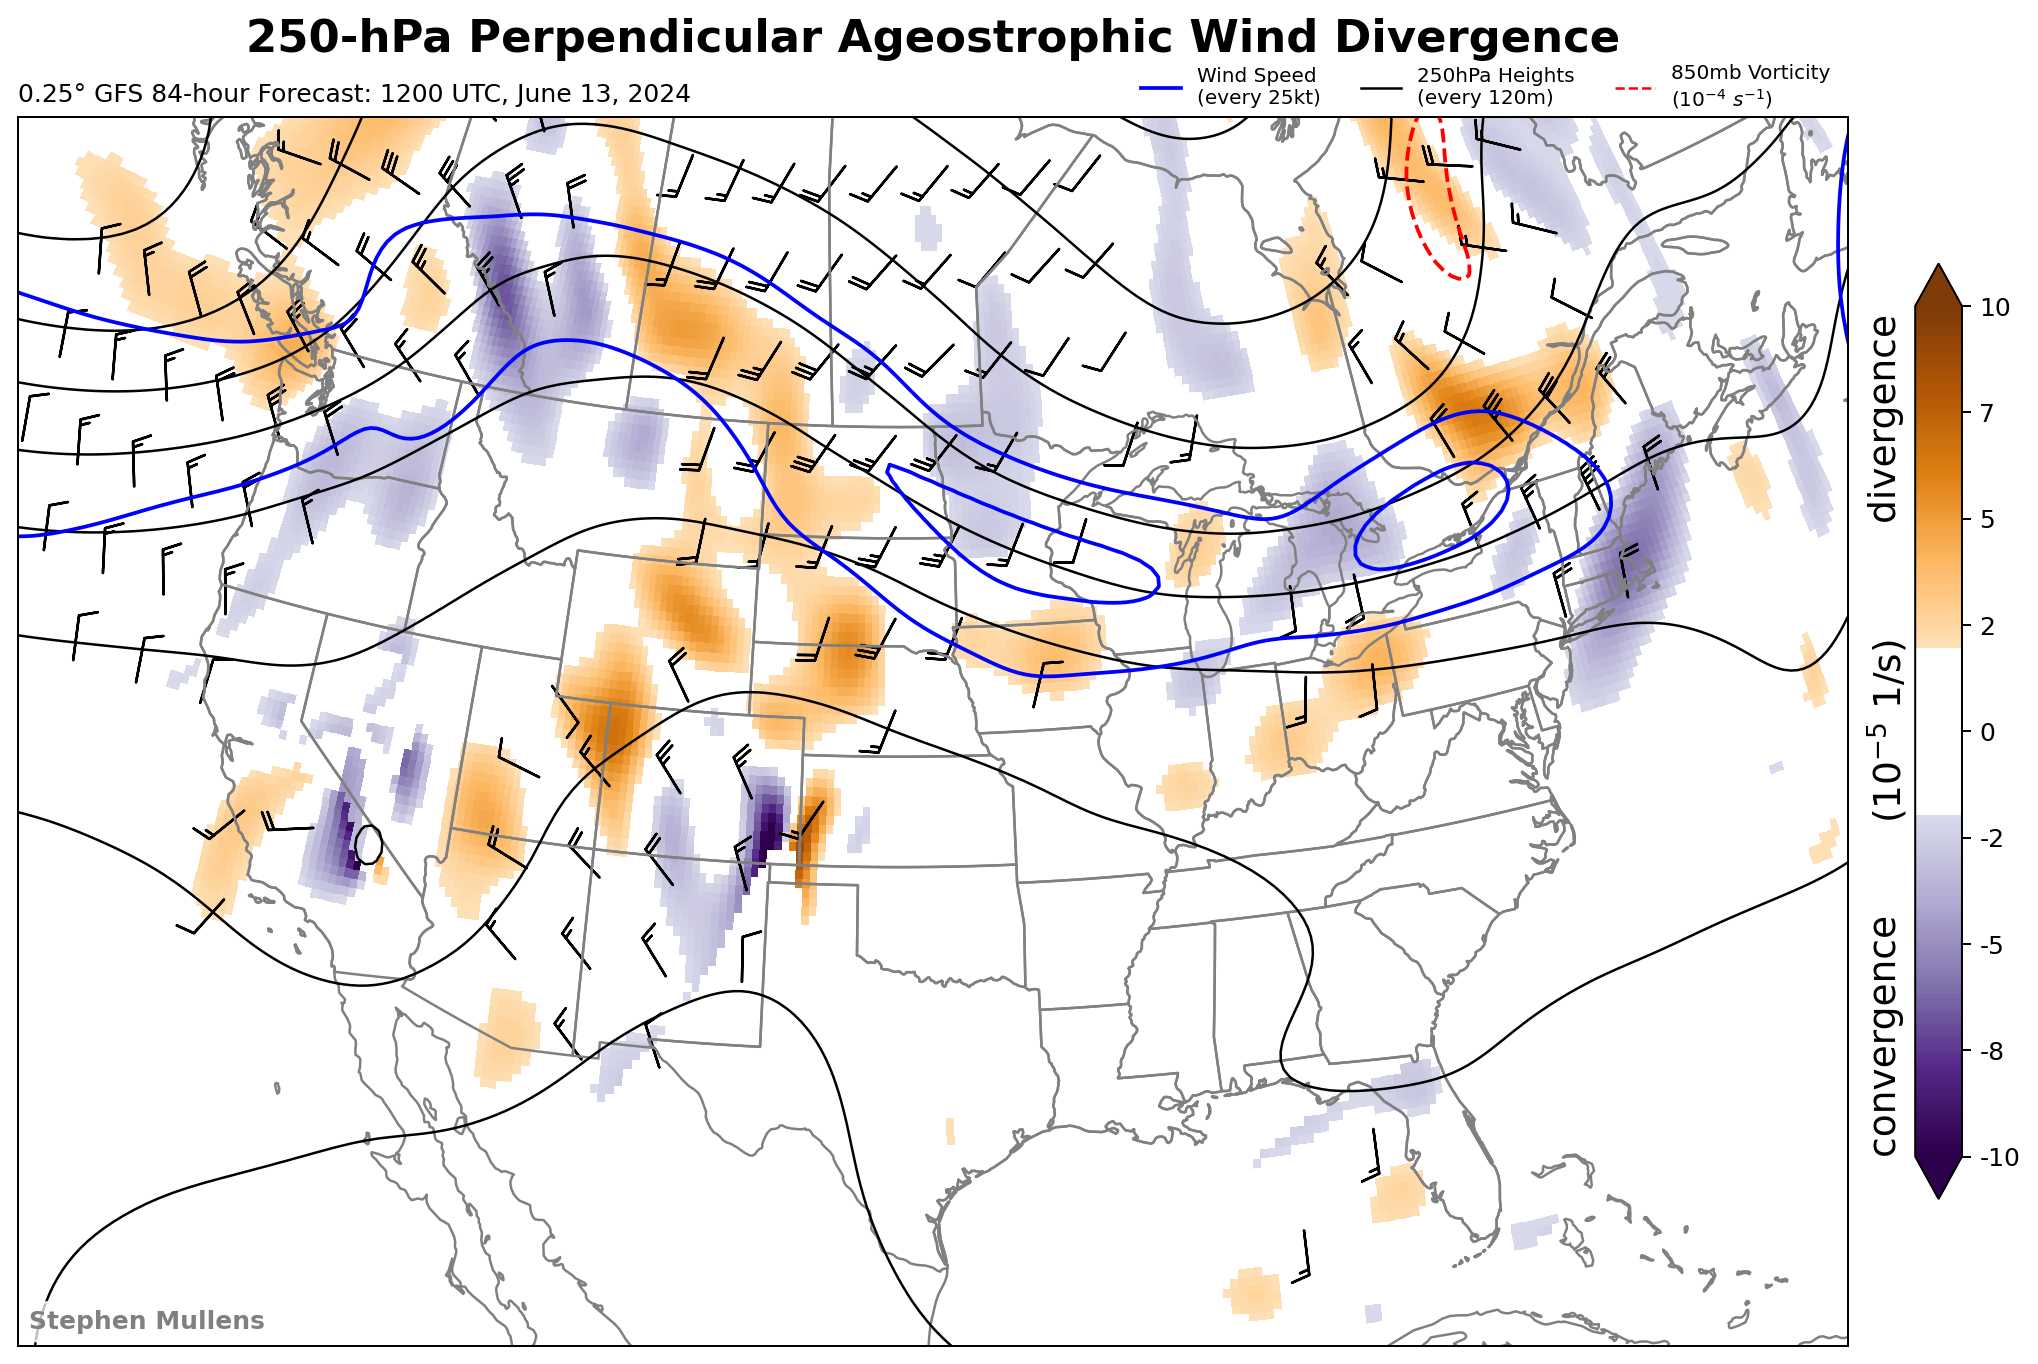 250-hPa Perpendicular Ageostrophic Wind Divergence
0.25° GFS 84-hour Forecast: 1200 UTC, June 13, 2024
Wind Speed
(every 25kt)
250hPa Heights
(every 120m)
850mb Vorticity
(10⁻⁴ s⁻¹)
10
7
5
2
0
-2
-5
-8
-10
convergence (10⁻⁵ 1/s) divergence
Stephen Mullens